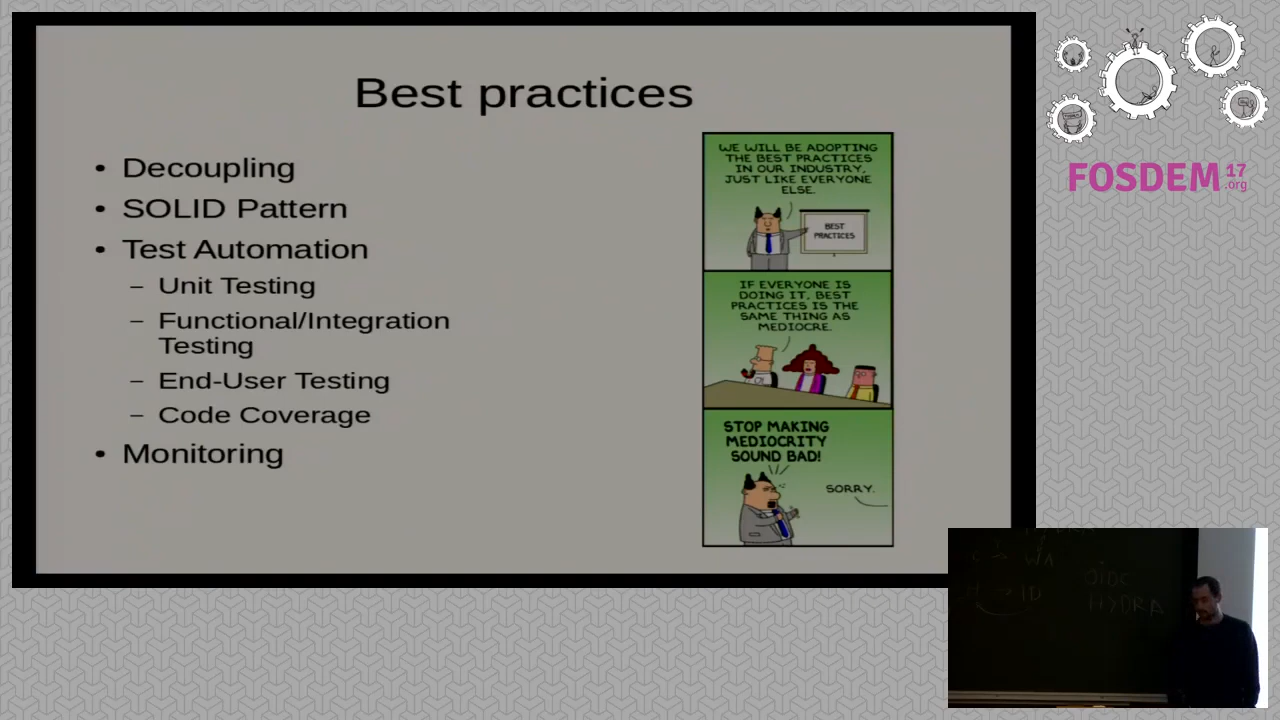 Best practices
• Decoupling
• SOLID Pattern
• Test Automation
– Unit Testing
– Functional/Integration
Testing
– End-User Testing
– Code Coverage
• Monitoring
WE WILL BE ADOPTING
THE BEST PRACTICES
IN OUR INDUSTRY,
JUST LIKE EVERYONE
ELSE.
BEST
PRACTICES
IF EVERYONE IS
DOING IT, BEST
PRACTICES IS THE
SAME THING AS
MEDIOCRE.
STOP MAKING
MEDIOCRITY
SOUND BAD!
SORRY.
FOSDEM 17
.org
OIDC
HYDRA